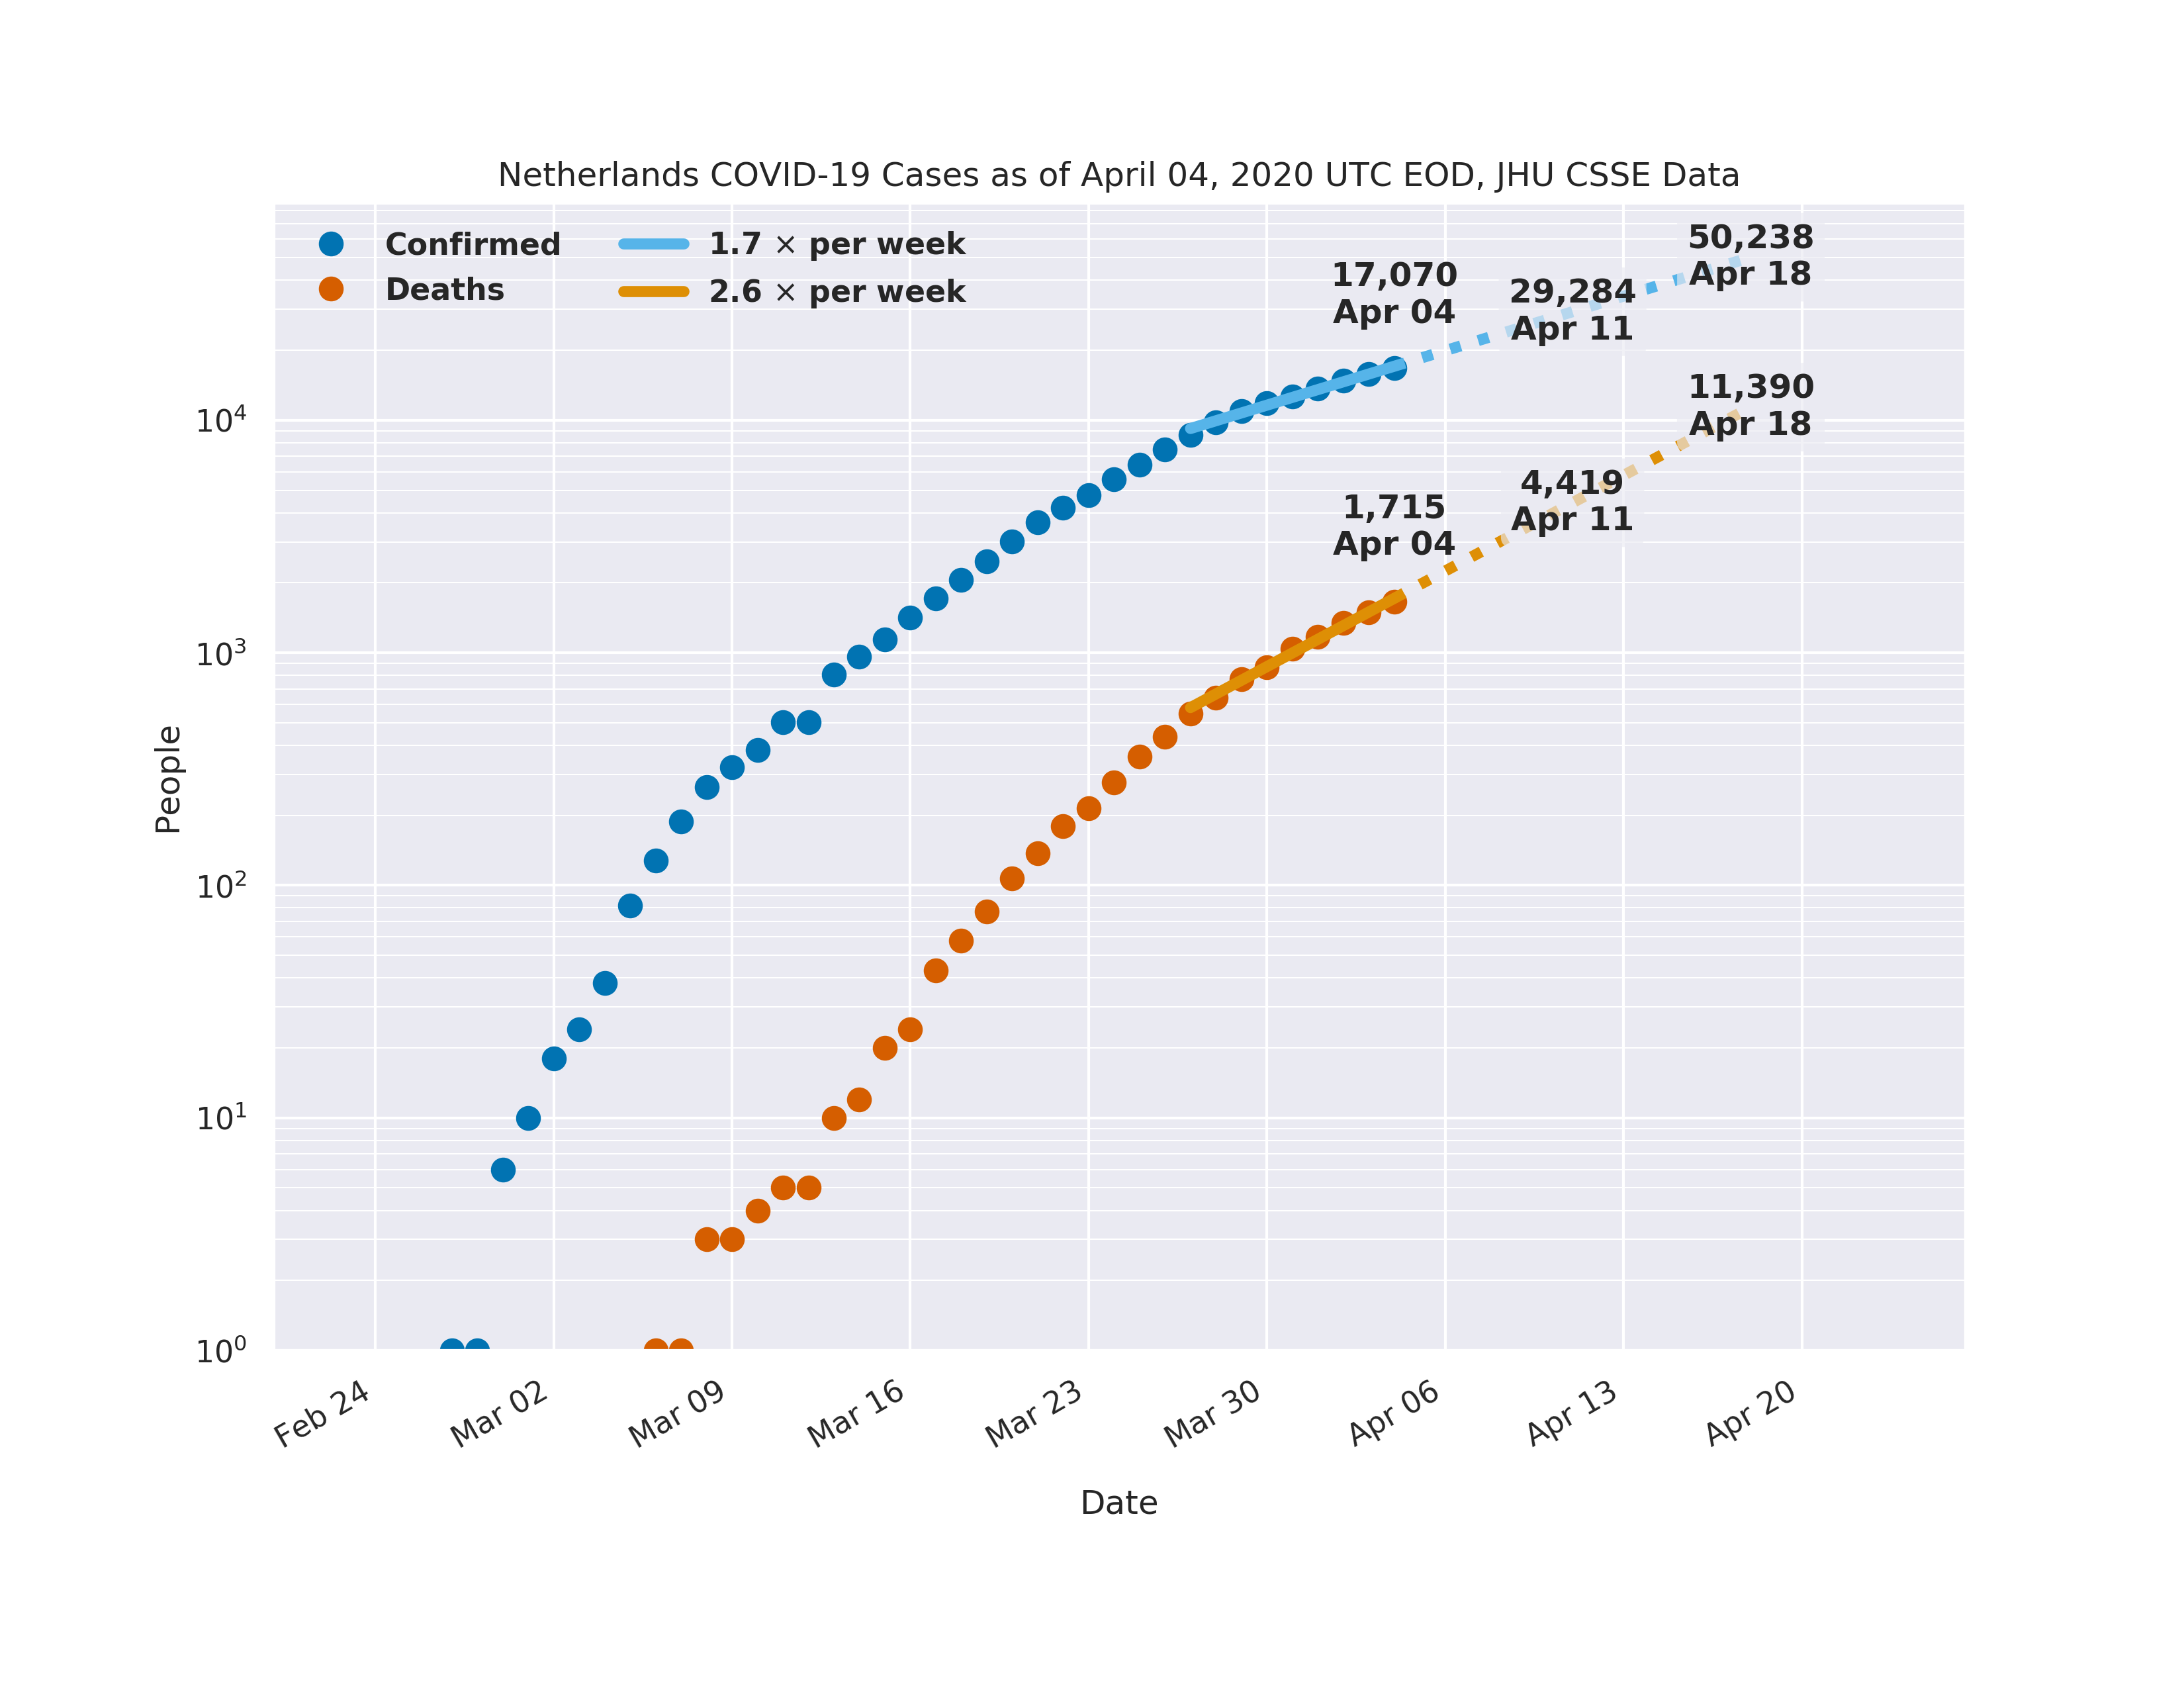 Netherlands COVID-19 Cases as of April 04, 2020 UTC EOD, JHU CSSE Data
Confirmed
Deaths
1.7 × per week
2.6 × per week
17,070
Apr 04
29,284
Apr 11
50,238
Apr 18
1,715
Apr 04
4,419
Apr 11
11,390
Apr 18
People
10⁴
10³
10²
10¹
10⁰
Feb 24
Mar 02
Mar 09
Mar 16
Mar 23
Mar 30
Apr 06
Apr 13
Apr 20
Date